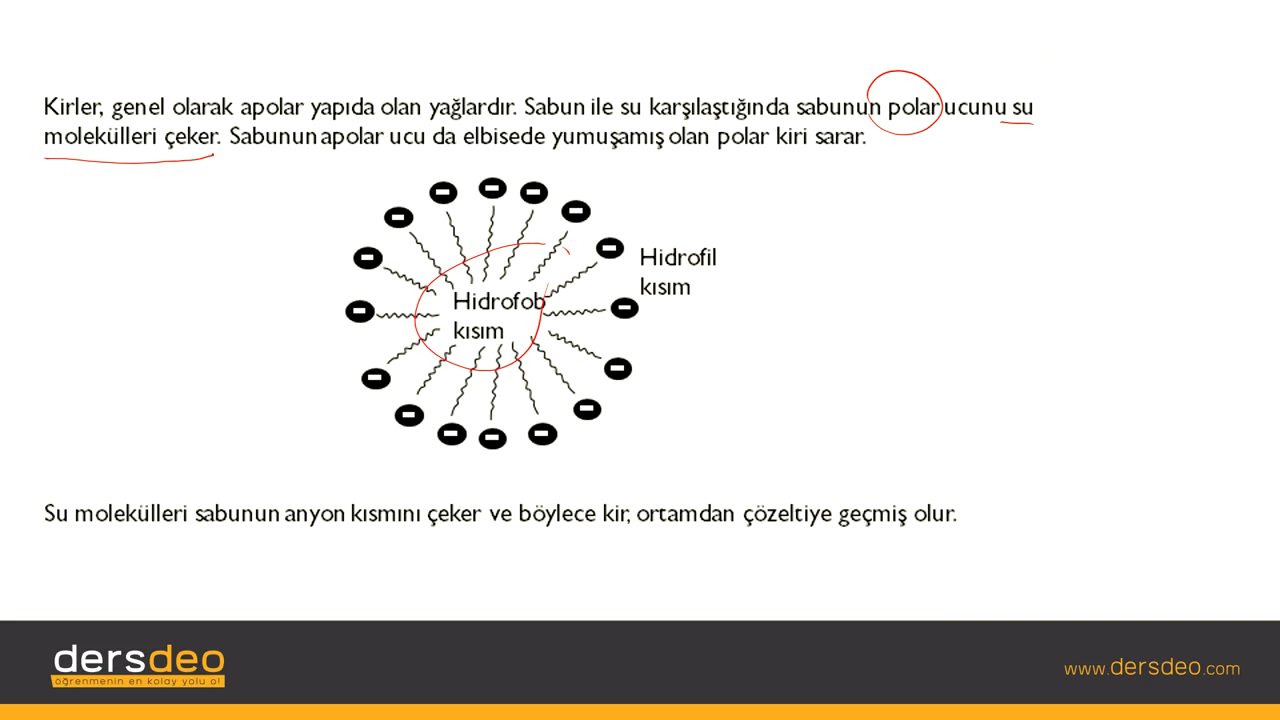 Kirler, genel olarak apolar yapıda olan yağlardır. Sabun ile su karşılaştığında sabunun polar ucunu su
molekülleri çeker. Sabunun apolar ucu da elbisede yumuşamış olan polar kiri sarar.
Hidrofil
kısım
Hidrofob
kısım
Su molekülleri sabunun anyon kısmını çeker ve böylece kir, ortamdan çözeltiye geçmiş olur.
dersdeo
öğrenmenin en kolay yolu o!
www.dersdeo.com